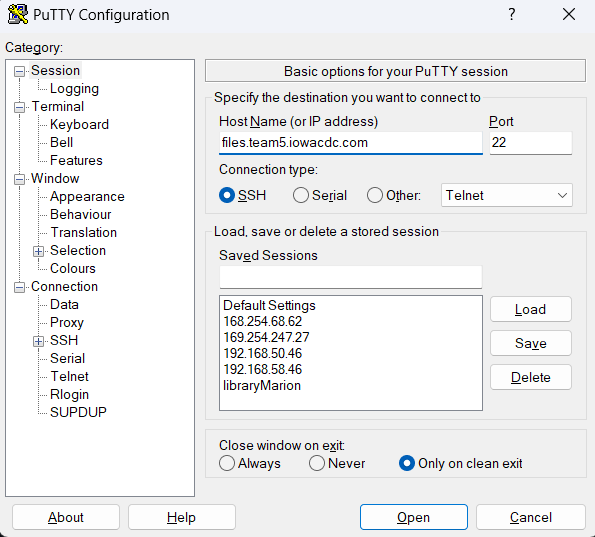 PuTTY Configuration
?
Category:
Session
Logging
Terminal
Keyboard
Bell
Features
Window
Appearance
Behaviour
Translation
Selection
Colours
Connection
Data
Proxy
SSH
Serial
Telnet
Rlogin
SUPDUP
Basic options for your PuTTY session
Specify the destination you want to connect to
Host Name (or IP address) Port
files.team5.iowacdc.com 22
Connection type:
SSH Serial Other: Telnet
Load, save or delete a stored session
Saved Sessions
Default Settings
168.254.68.62
169.254.247.27
192.168.50.46
192.168.58.46
libraryMarion
Load
Save
Delete
Close window on exit:
Always Never Only on clean exit
About Help Open Cancel